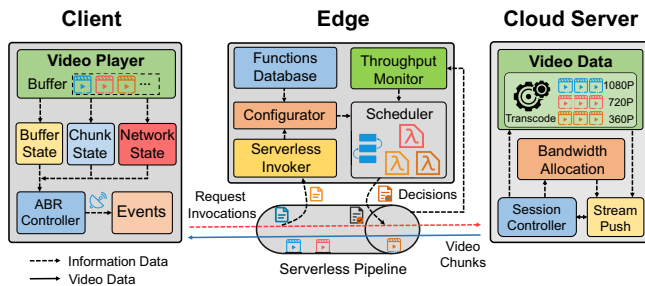 Client
Edge
Cloud Server
Video Player
Buffer
...
Buffer
State
Chunk
State
Network
State
ABR
Controller
Events
Information Data
Video Data
Functions
Database
Throughput
Monitor
Configurator
Scheduler
Serverless
Invoker
Request
Invocations
Decisions
Serverless Pipeline
Video
Chunks
Video Data
Transcode
1080P
720P
360P
Bandwidth
Allocation
Session
Controller
Stream
Push